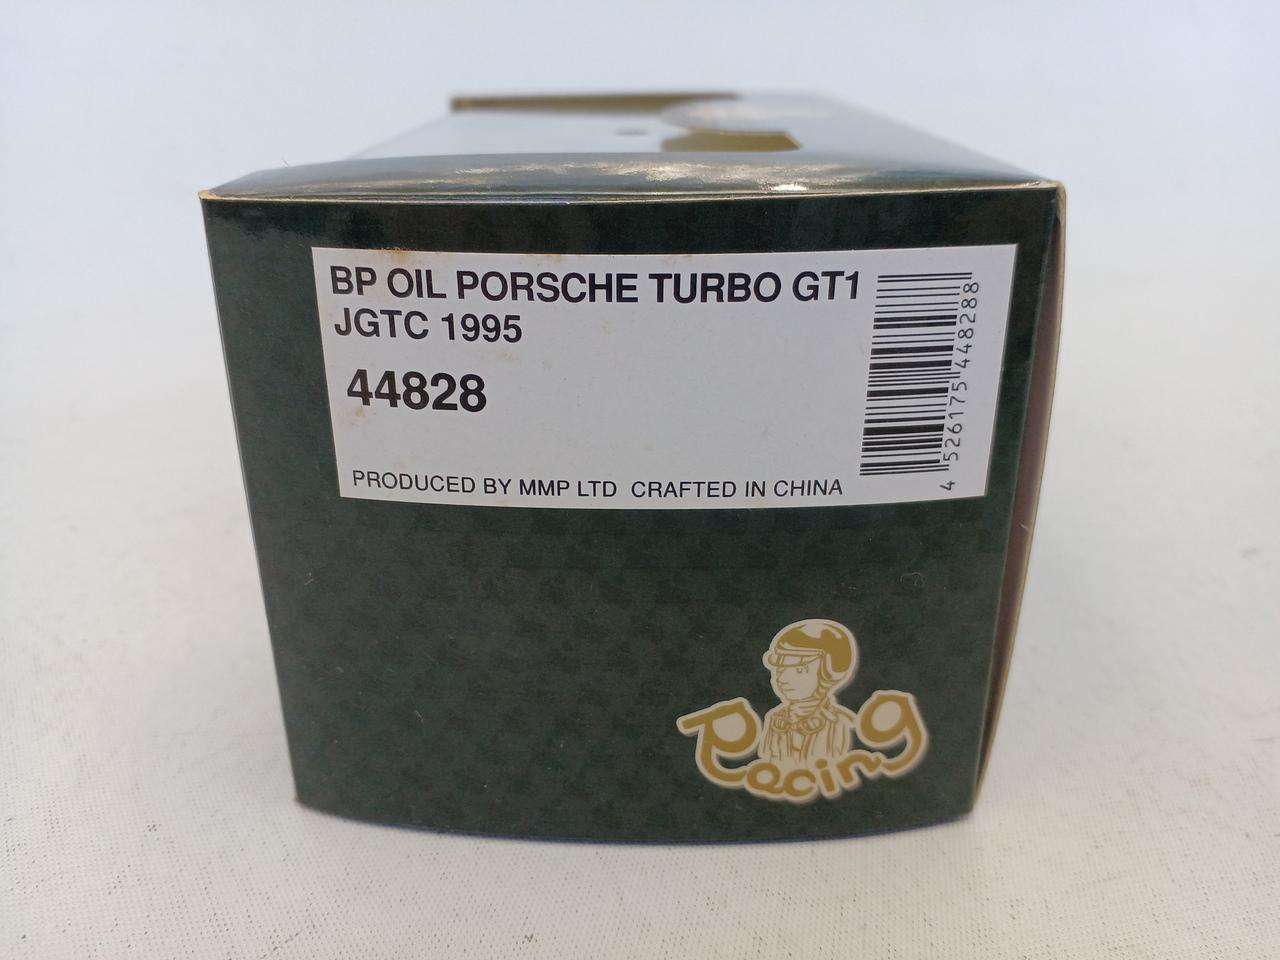 BP OIL PORSCHE TURBO GT1
JGTC 1995
44828
PRODUCED BY MMP LTD CRAFTED IN CHINA
4 526175 448288
Racing